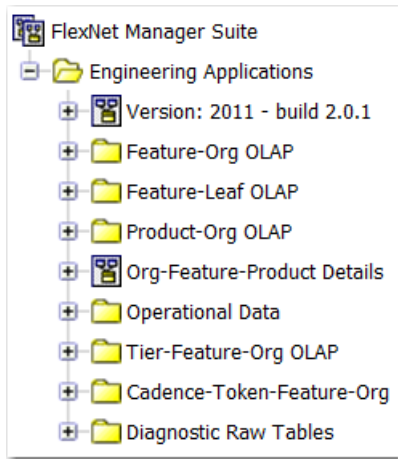 FlexNet Manager Suite
Engineering Applications
Version: 2011 - build 2.0.1
Feature-Org OLAP
Feature-Leaf OLAP
Product-Org OLAP
Org-Feature-Product Details
Operational Data
Tier-Feature-Org OLAP
Cadence-Token-Feature-Org
Diagnostic Raw Tables